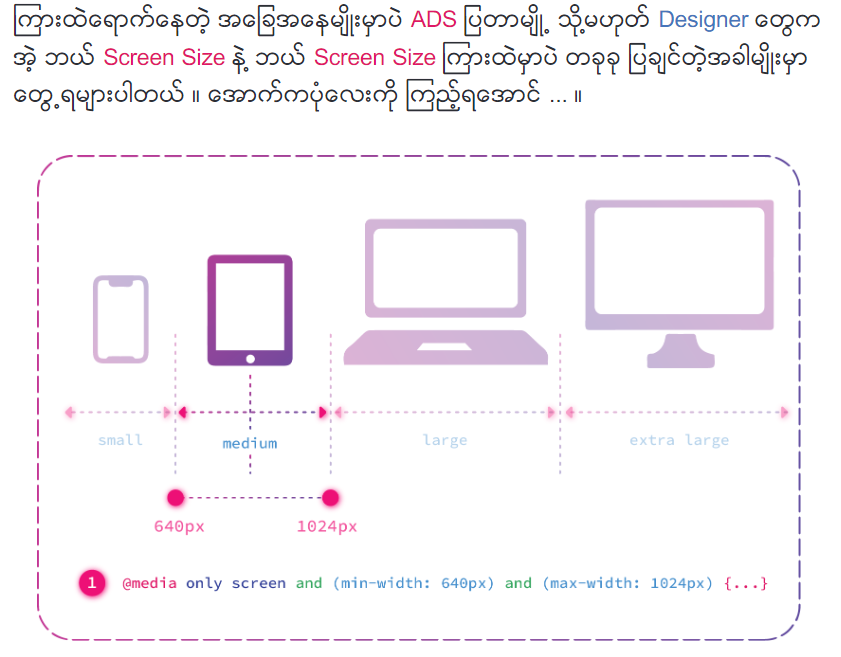 ကြားထဲရောက်နေတဲ့ အခြေအနေမျိုးမှာပဲ ADS ပြတာမျို့ သို့မဟုတ် Designer တွေက
အဲ့ ဘယ် Screen Size နဲ့ ဘယ် Screen Size ကြားထဲမှာပဲ တခုခု ပြချင်တဲ့အခါမျိုးမှာ
တွေ့ရများပါတယ် ။ အောက်ကပုံလေးကို ကြည့်ရအောင် ... ။
small
medium
large
extra large
640px
1024px
1 @media only screen and (min-width: 640px) and (max-width: 1024px) {...}